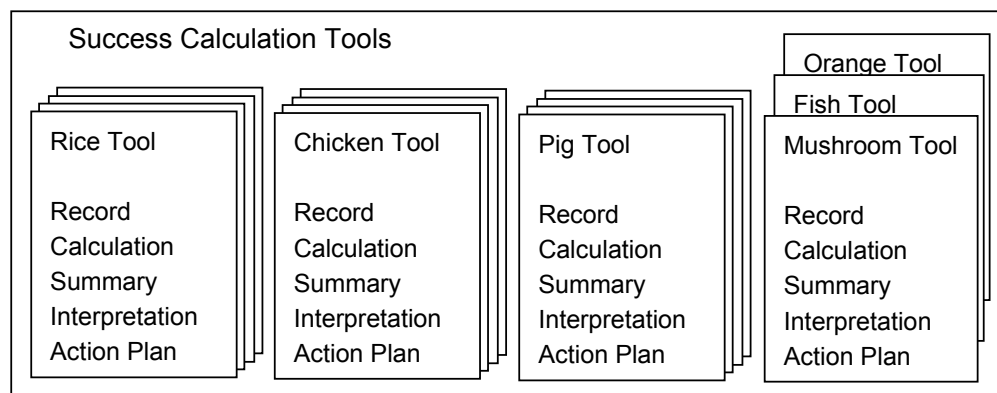 Success Calculation Tools
Rice Tool
Record
Calculation
Summary
Interpretation
Action Plan
Chicken Tool
Record
Calculation
Summary
Interpretation
Action Plan
Pig Tool
Record
Calculation
Summary
Interpretation
Action Plan
Orange Tool
Fish Tool
Mushroom Tool
Record
Calculation
Summary
Interpretation
Action Plan